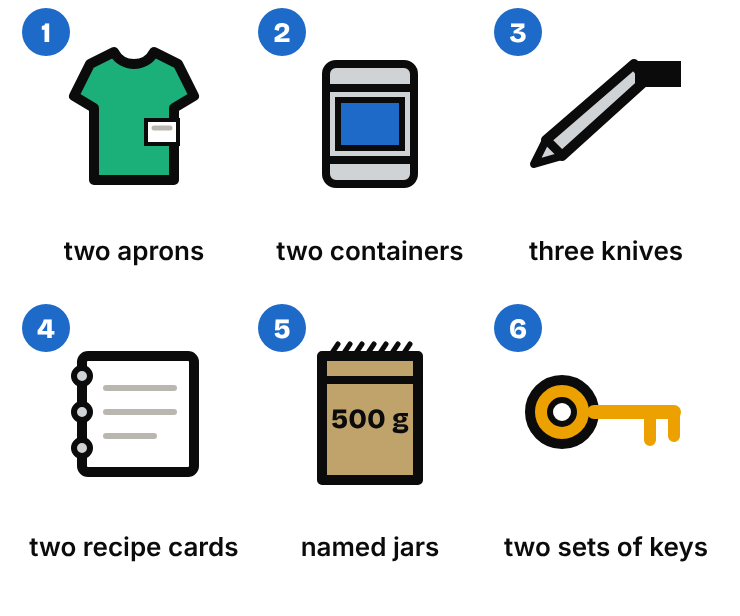 1
2
3
two aprons
two containers
three knives
4
5
6
500 g
two recipe cards
named jars
two sets of keys